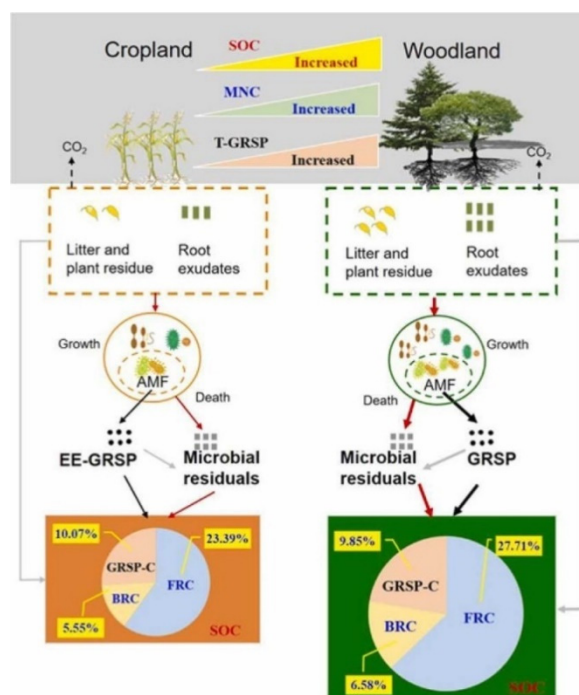 Cropland
SOC
Increased
Woodland
MNC
Increased
T-GRSP
Increased
CO2
CO2
Litter and
plant residue
Root
exudates
Litter and
plant residue
Root
exudates
Growth
AMF
Death
Growth
AMF
Death
EE-GRSP
Microbial
residuals
Microbial
residuals
GRSP
10.07%
23.39%
GRSP-C
FRC
BRC
5.55%
SOC
9.85%
27.71%
GRSP-C
FRC
BRC
6.58%
SOC